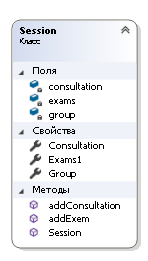 Session
Класс
Поля
consultation
exams
group
Свойства
Consultation
Exams1
Group
Методы
addConsultation
addExem
Session